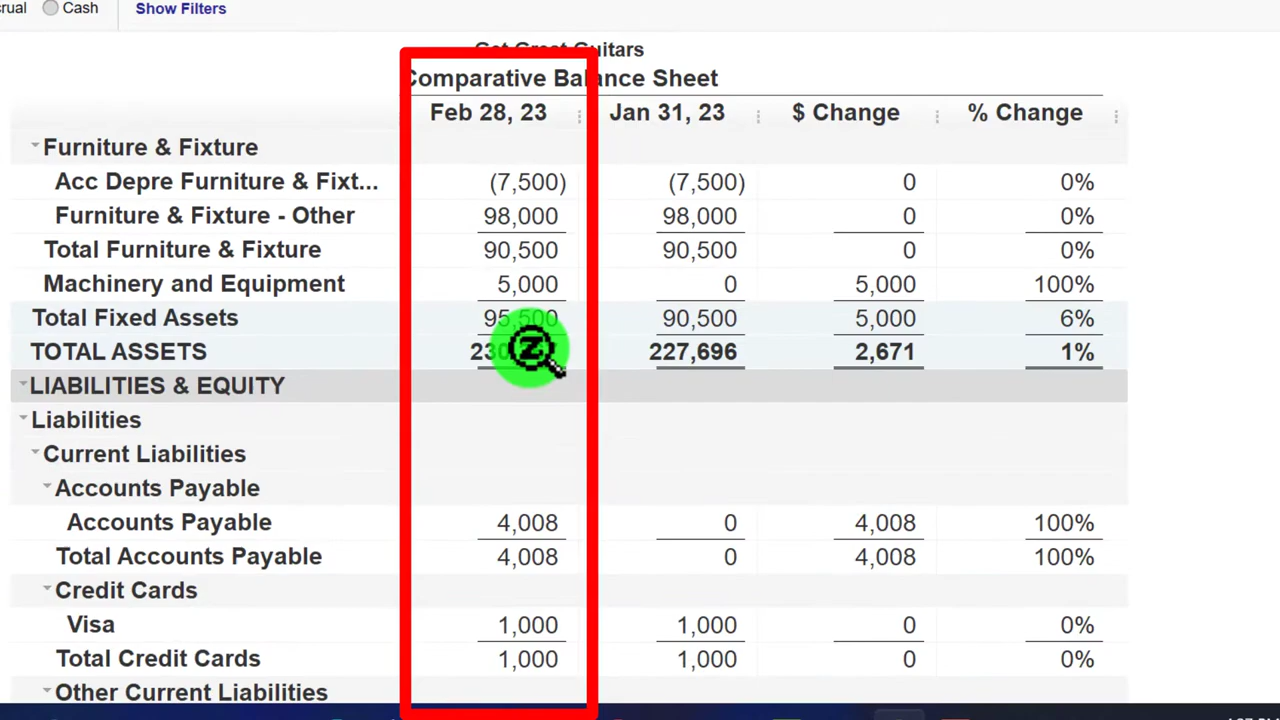 rual Cash Show Filters
Get Great Guitars
Comparative Balance Sheet
Feb 28, 23 Jan 31, 23 $ Change % Change
Furniture & Fixture
Acc Depre Furniture & Fixt... (7,500) (7,500) 0 0%
Furniture & Fixture - Other 98,000 98,000 0 0%
Total Furniture & Fixture 90,500 90,500 0 0%
Machinery and Equipment 5,000 0 5,000 100%
Total Fixed Assets 95,500 90,500 5,000 6%
TOTAL ASSETS 227,696 2,671 1%
LIABILITIES & EQUITY
Liabilities
Current Liabilities
Accounts Payable
Accounts Payable 4,008 0 4,008 100%
Total Accounts Payable 4,008 0 4,008 100%
Credit Cards
Visa 1,000 1,000 0 0%
Total Credit Cards 1,000 1,000 0 0%
Other Current Liabilities